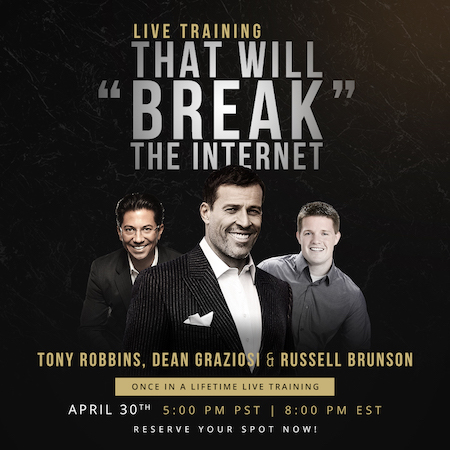 LIVE TRAINING
THAT WILL
“BREAK”
THE INTERNET
TONY ROBBINS, DEAN GRAZIOSI & RUSSELL BRUNSON
ONCE IN A LIFETIME LIVE TRAINING
APRIL 30TH 5:00 PM PST | 8:00 PM EST
RESERVE YOUR SPOT NOW!